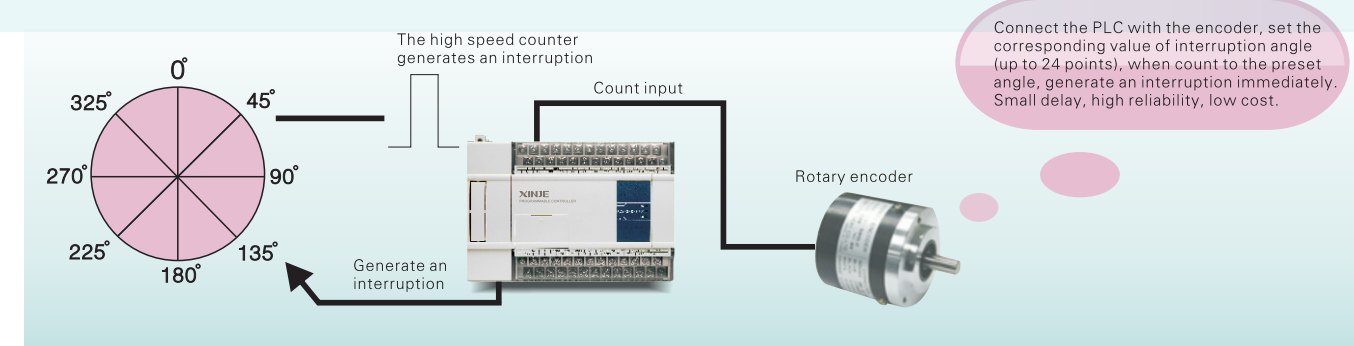 The high speed counter
generates an interruption
Connect the PLC with the encoder, set the
corresponding value of interruption angle
(up to 24 points), when count to the preset
angle, generate an interruption immediately.
Small delay, high reliability, low cost.
0°
325°
45°
270°
90°
225°
135°
180°
Count input
XINJE
PROGRAMMABLE CONTROLLER
Rotary encoder
Generate an
interruption